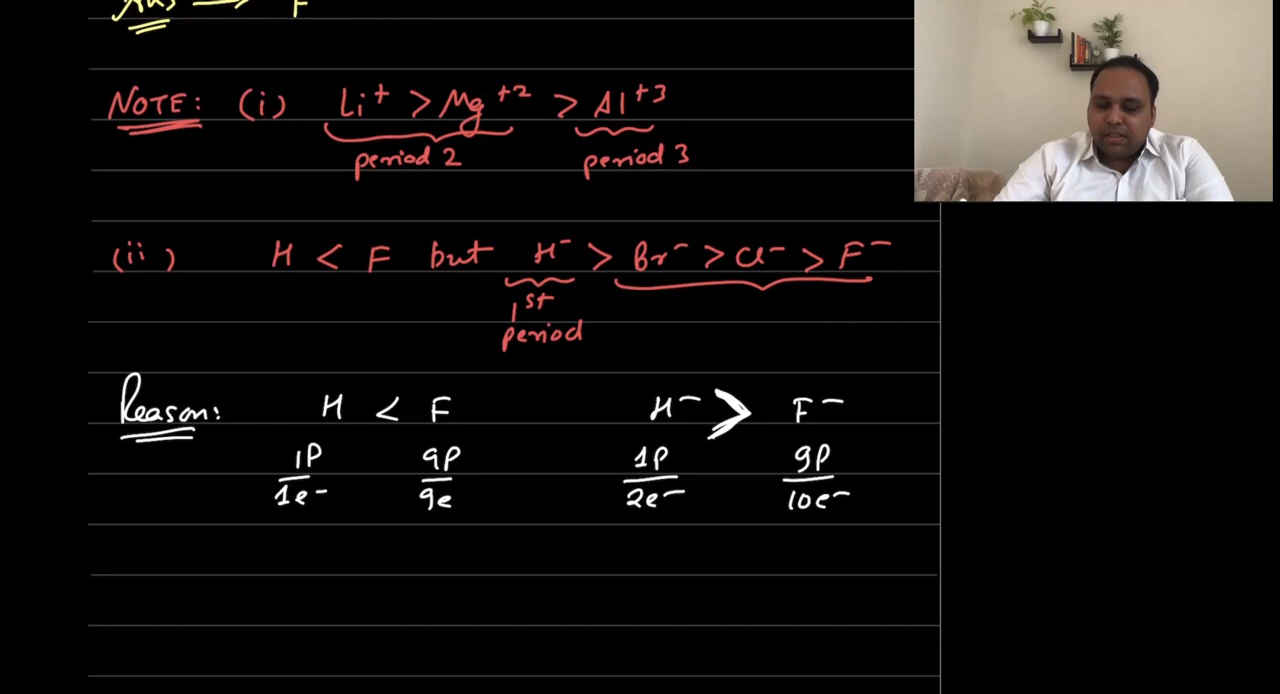 Ans → F
NOTE: (i) Li⁺ > Mg⁺² > Al⁺³
period 2 period 3
(ii) H < F but H⁻ > Br⁻ > Cl⁻ > F⁻
1st
period
Reason: H < F H⁻ > F⁻
1P 9P 1P 9P
1e⁻ 9e 2e⁻ 10e⁻